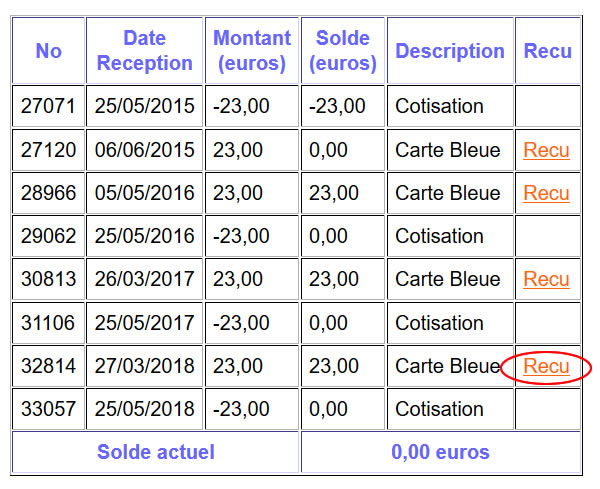 No Date Reception Montant (euros) Solde (euros) Description Recu
27071 25/05/2015 -23,00 -23,00 Cotisation
27120 06/06/2015 23,00 0,00 Carte Bleue Recu
28966 05/05/2016 23,00 23,00 Carte Bleue Recu
29062 25/05/2016 -23,00 0,00 Cotisation
30813 26/03/2017 23,00 23,00 Carte Bleue Recu
31106 25/05/2017 -23,00 0,00 Cotisation
32814 27/03/2018 23,00 23,00 Carte Bleue Recu
33057 25/05/2018 -23,00 0,00 Cotisation
Solde actuel 0,00 euros